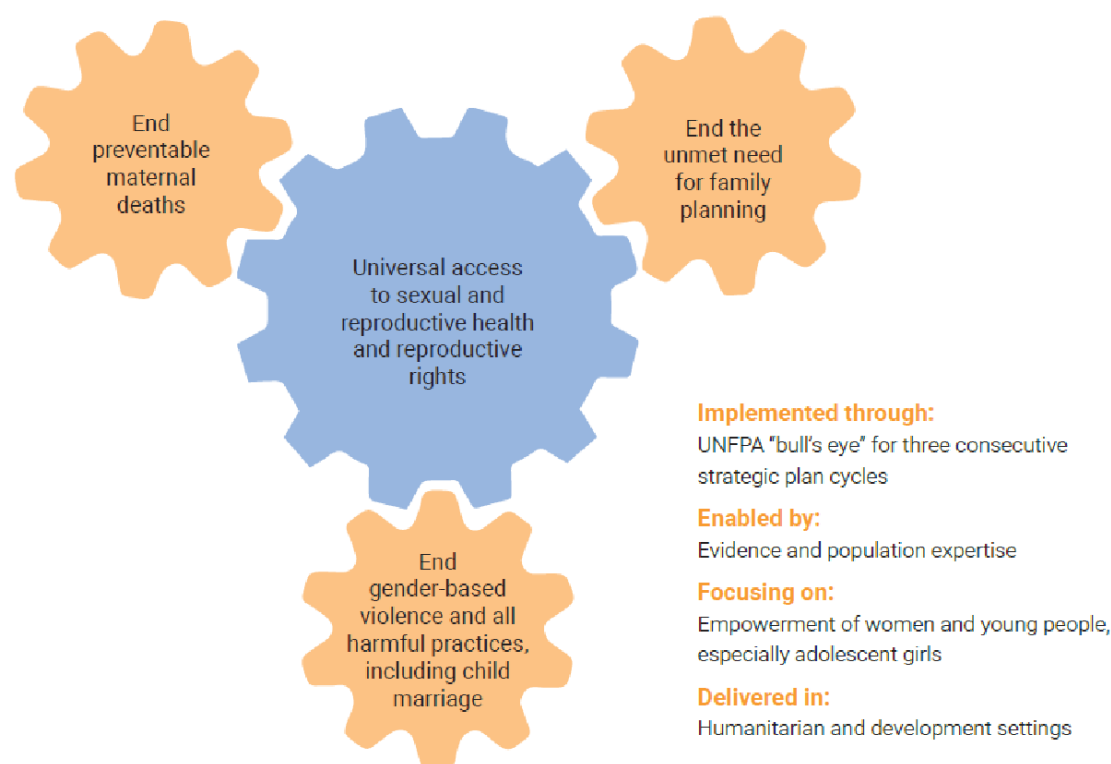 End
preventable
maternal
deaths
End the
unmet need
for family
planning
Universal access
to sexual and
reproductive health
and reproductive
rights
End
gender-based
violence and all
harmful practices,
including child
marriage
Implemented through:
UNFPA “bull’s eye” for three consecutive
strategic plan cycles
Enabled by:
Evidence and population expertise
Focusing on:
Empowerment of women and young people,
especially adolescent girls
Delivered in:
Humanitarian and development settings